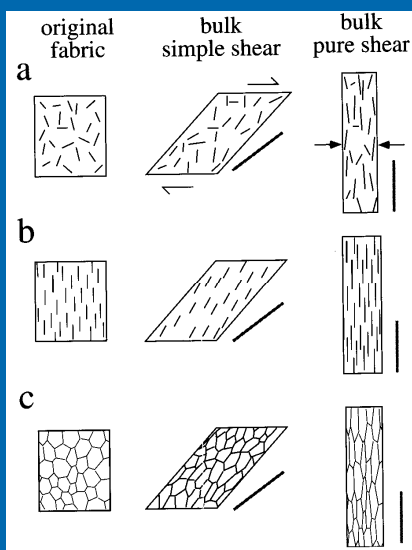 original
fabric
bulk
simple shear
bulk
pure shear
a
b
c